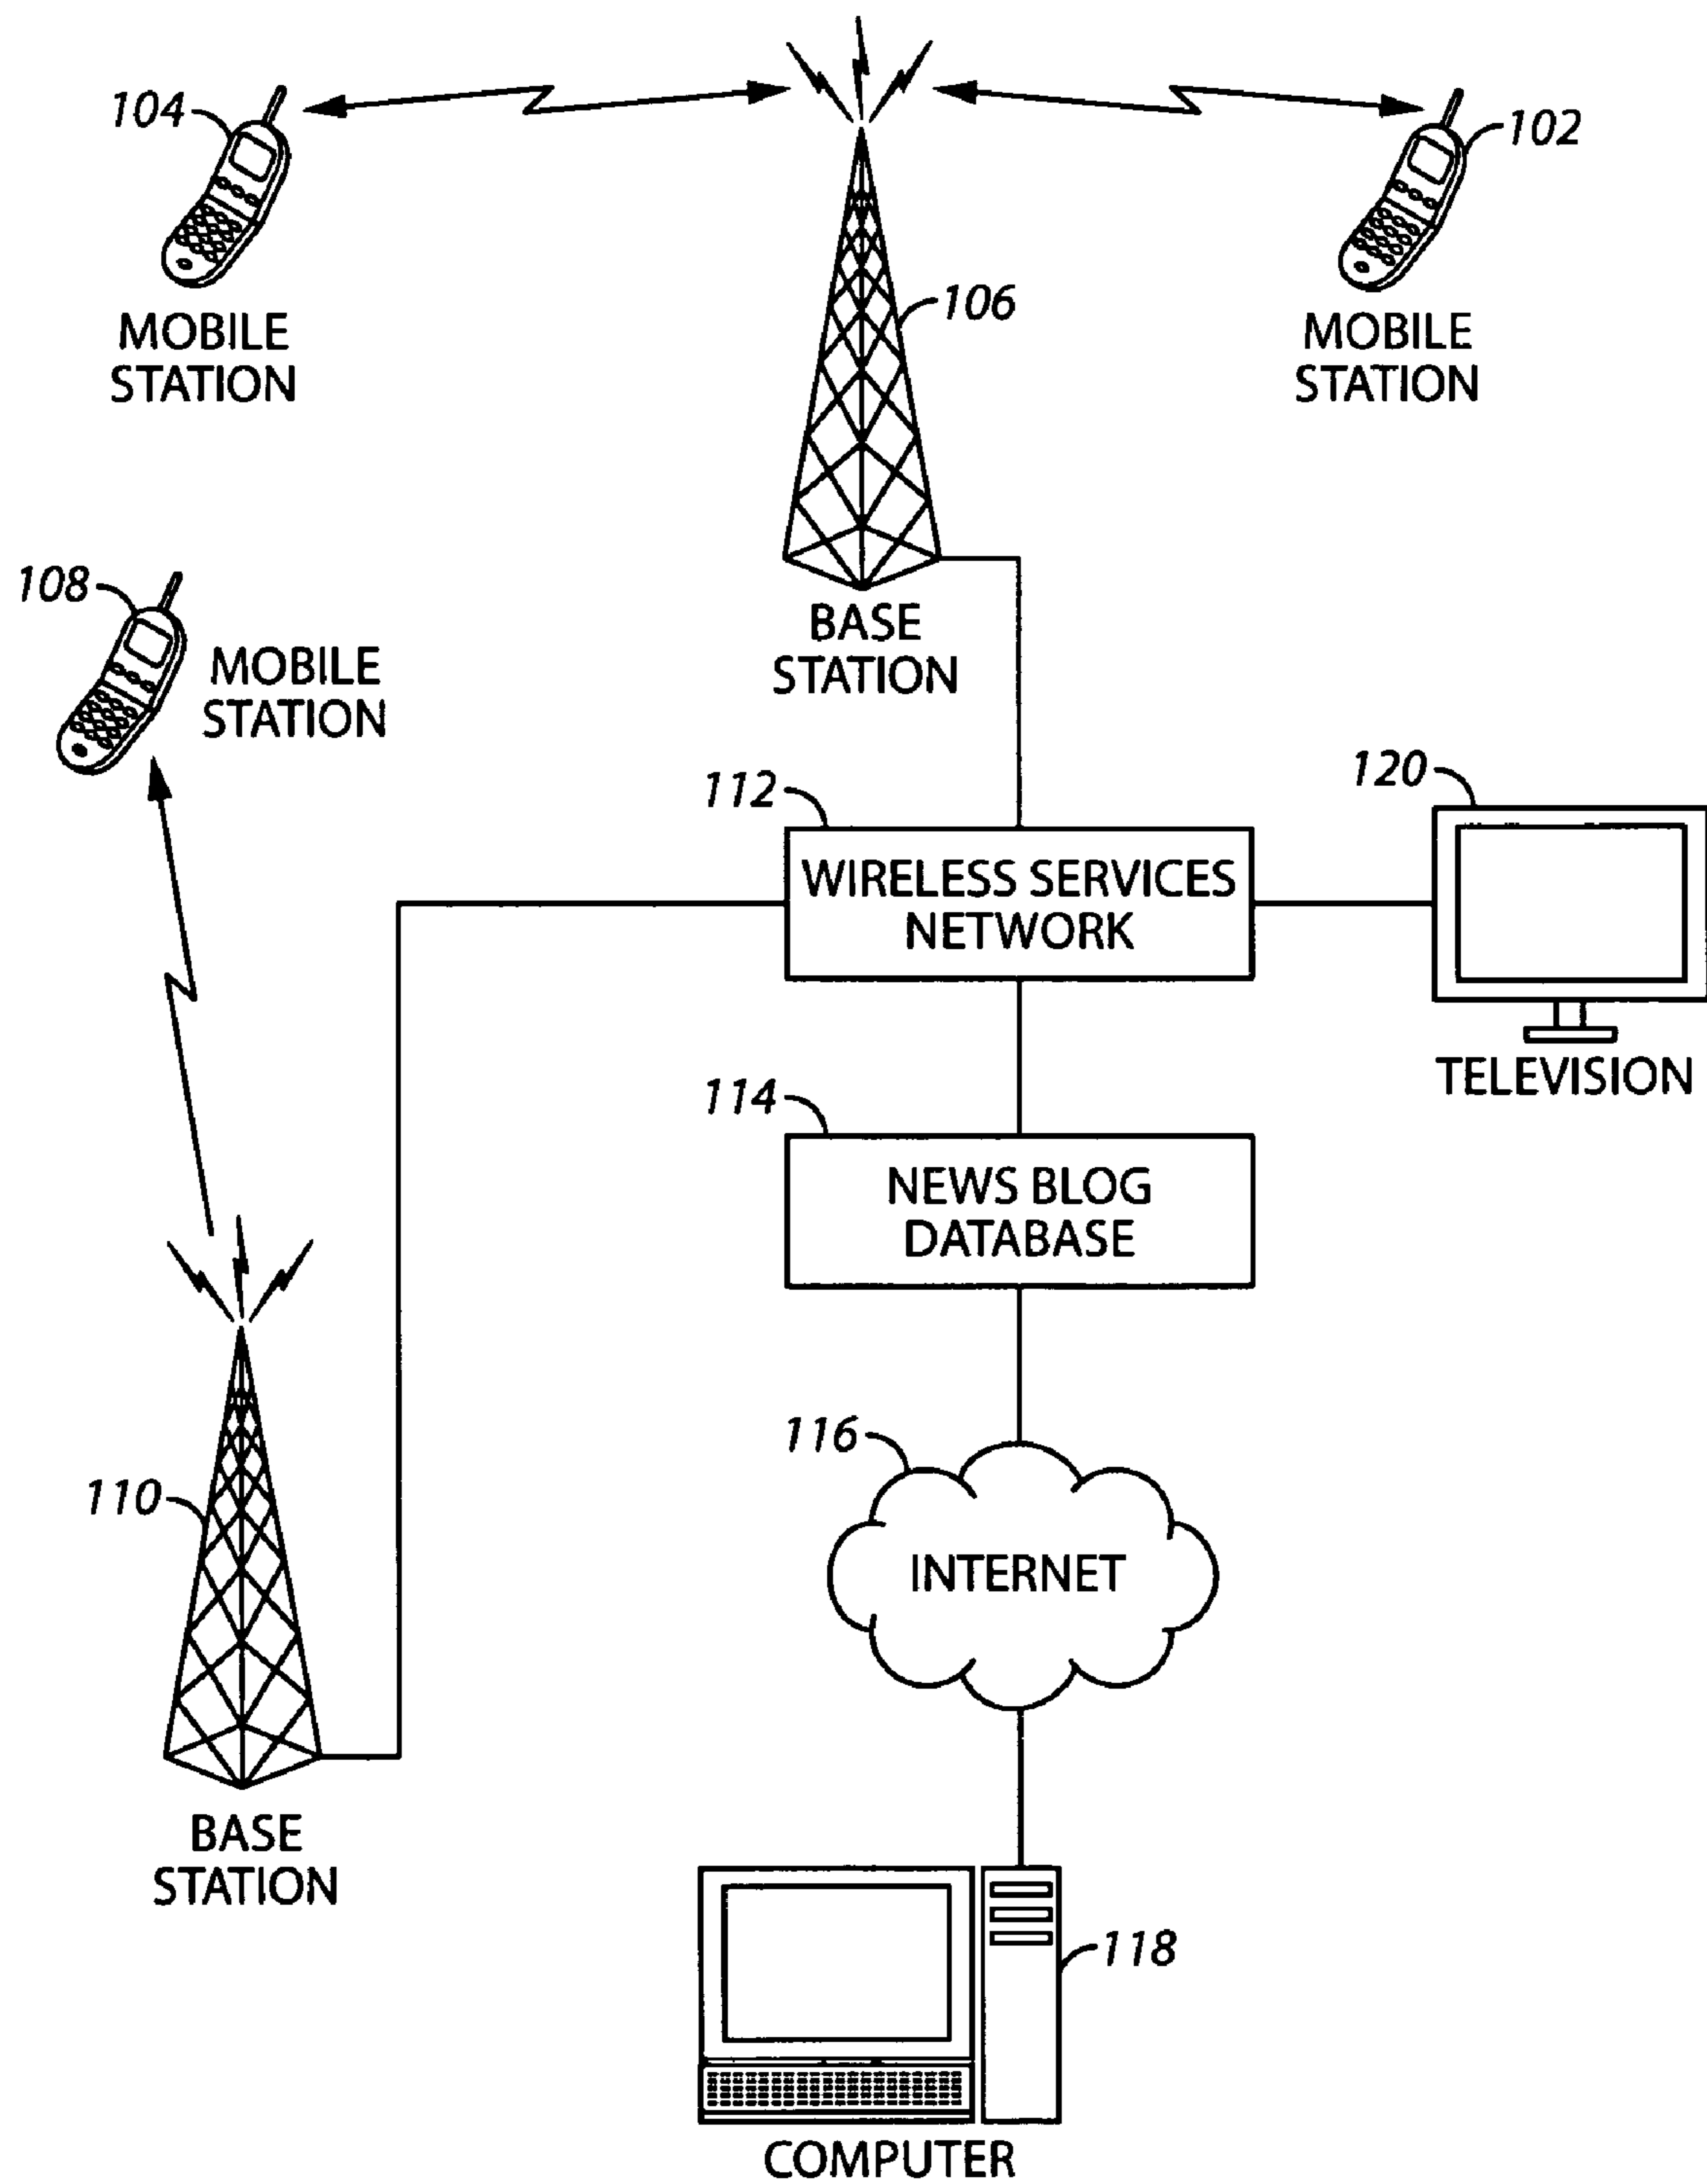 104
102
MOBILE
STATION
106
MOBILE
STATION
BASE
STATION
108
MOBILE
STATION
112
WIRELESS SERVICES
NETWORK
120
TELEVISION
114
NEWS BLOG
DATABASE
116
INTERNET
110
BASE
STATION
118
COMPUTER